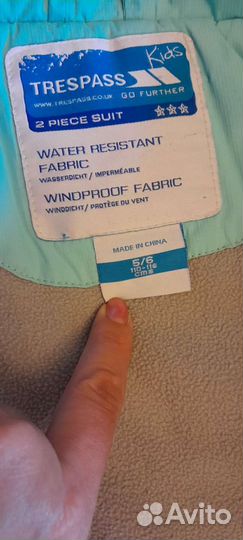 Kids
TRESPASS
WWW.TRESPASS.CO.UK GO FURTHER
2 PIECE SUIT
WATER RESISTANT
FABRIC
WASSERDICHT / IMPERMÉABLE
WINDPROOF FABRIC
WINDDICHT / PROTÈGE DU VENT
MADE IN CHINA
5/6
110-116
CMS
Avito